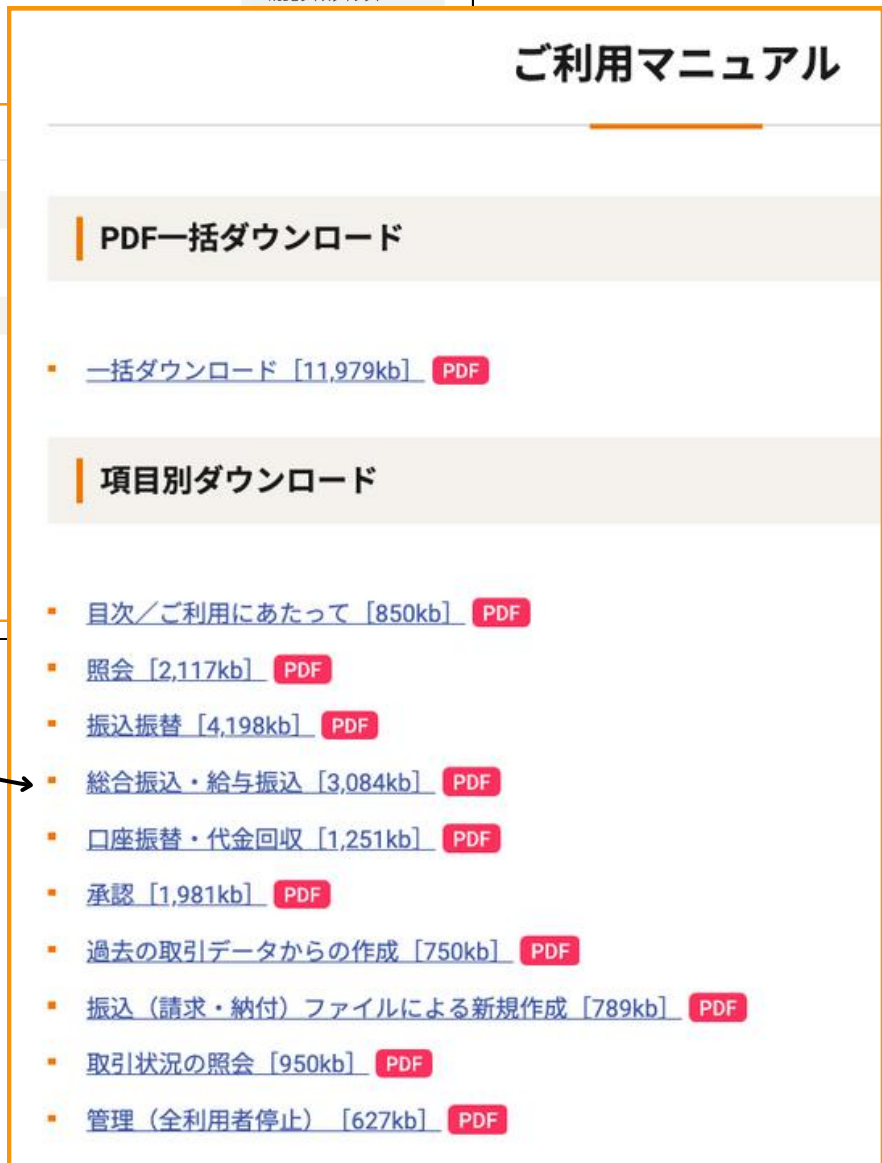 ご利用マニュアル
PDF一括ダウンロード
一括ダウンロード［11,979kb］ PDF
項目別ダウンロード
目次／ご利用にあたって［850kb］ PDF
照会［2,117kb］ PDF
振込振替［4,198kb］ PDF
総合振込・給与振込［3,084kb］ PDF
口座振替・代金回収［1,251kb］ PDF
承認［1,981kb］ PDF
過去の取引データからの作成［750kb］ PDF
振込（請求・納付）ファイルによる新規作成［789kb］ PDF
取引状況の照会［950kb］ PDF
管理（全利用者停止）［627kb］ PDF